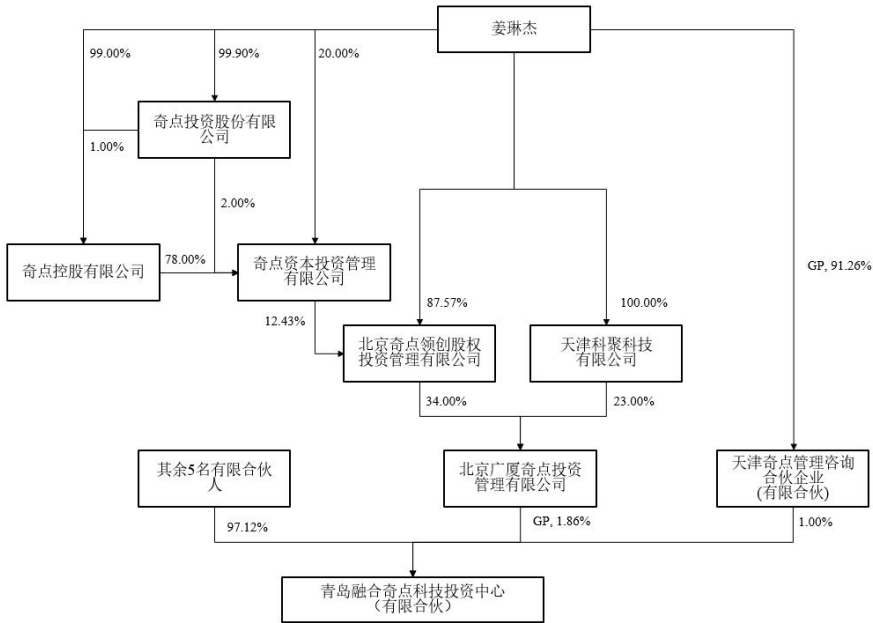 姜琳杰
99.00%
99.90%
20.00%
奇点投资股份有限
公司
1.00%
2.00%
奇点控股有限公司
78.00%
奇点资本投资管理
有限公司
GP, 91.26%
12.43%
87.57%
100.00%
北京奇点领创股权
投资管理有限公司
天津科聚科技
有限公司
34.00%
23.00%
其余5名有限合伙
人
北京广厦奇点投资
管理有限公司
天津奇点管理咨询
合伙企业
(有限合伙)
97.12%
GP, 1.86%
1.00%
青岛融合奇点科技投资中心
（有限合伙）